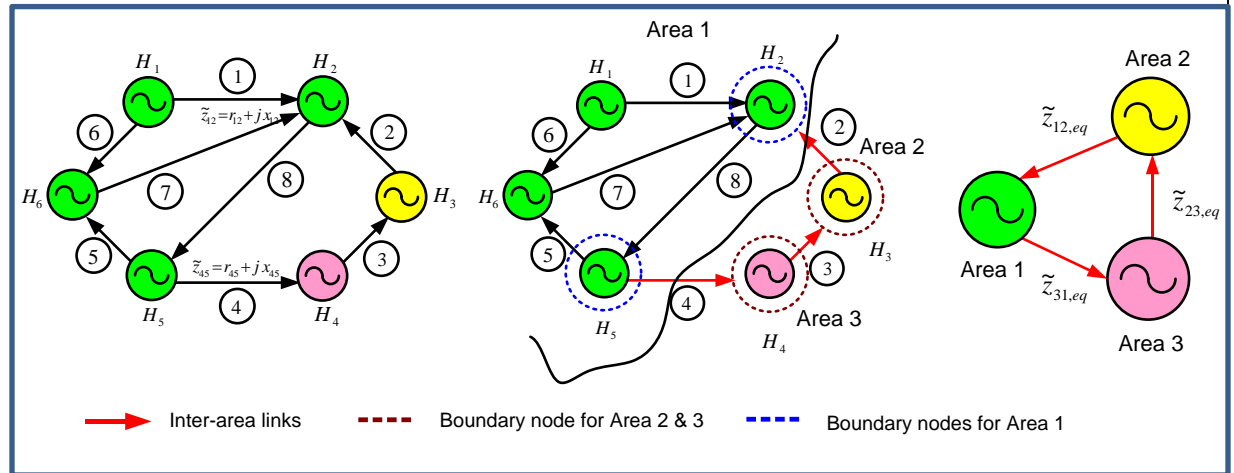 H₁
1
H₂
6
z̃₁₂=r₁₂+jx₁₂
2
7
8
H₆
H₃
5
z̃₄₅=r₄₅+jx₄₅
3
4
H₅
H₄
Area 1
H₁
1
H₂
6
2
Area 2
7
8
H₆
5
H₃
3
4
Area 3
H₅
H₄
Area 2
z̃₁₂,eq
z̃₂₃,eq
Area 1
z̃₃₁,eq
Area 3
Inter-area links
Boundary node for Area 2 & 3
Boundary nodes for Area 1